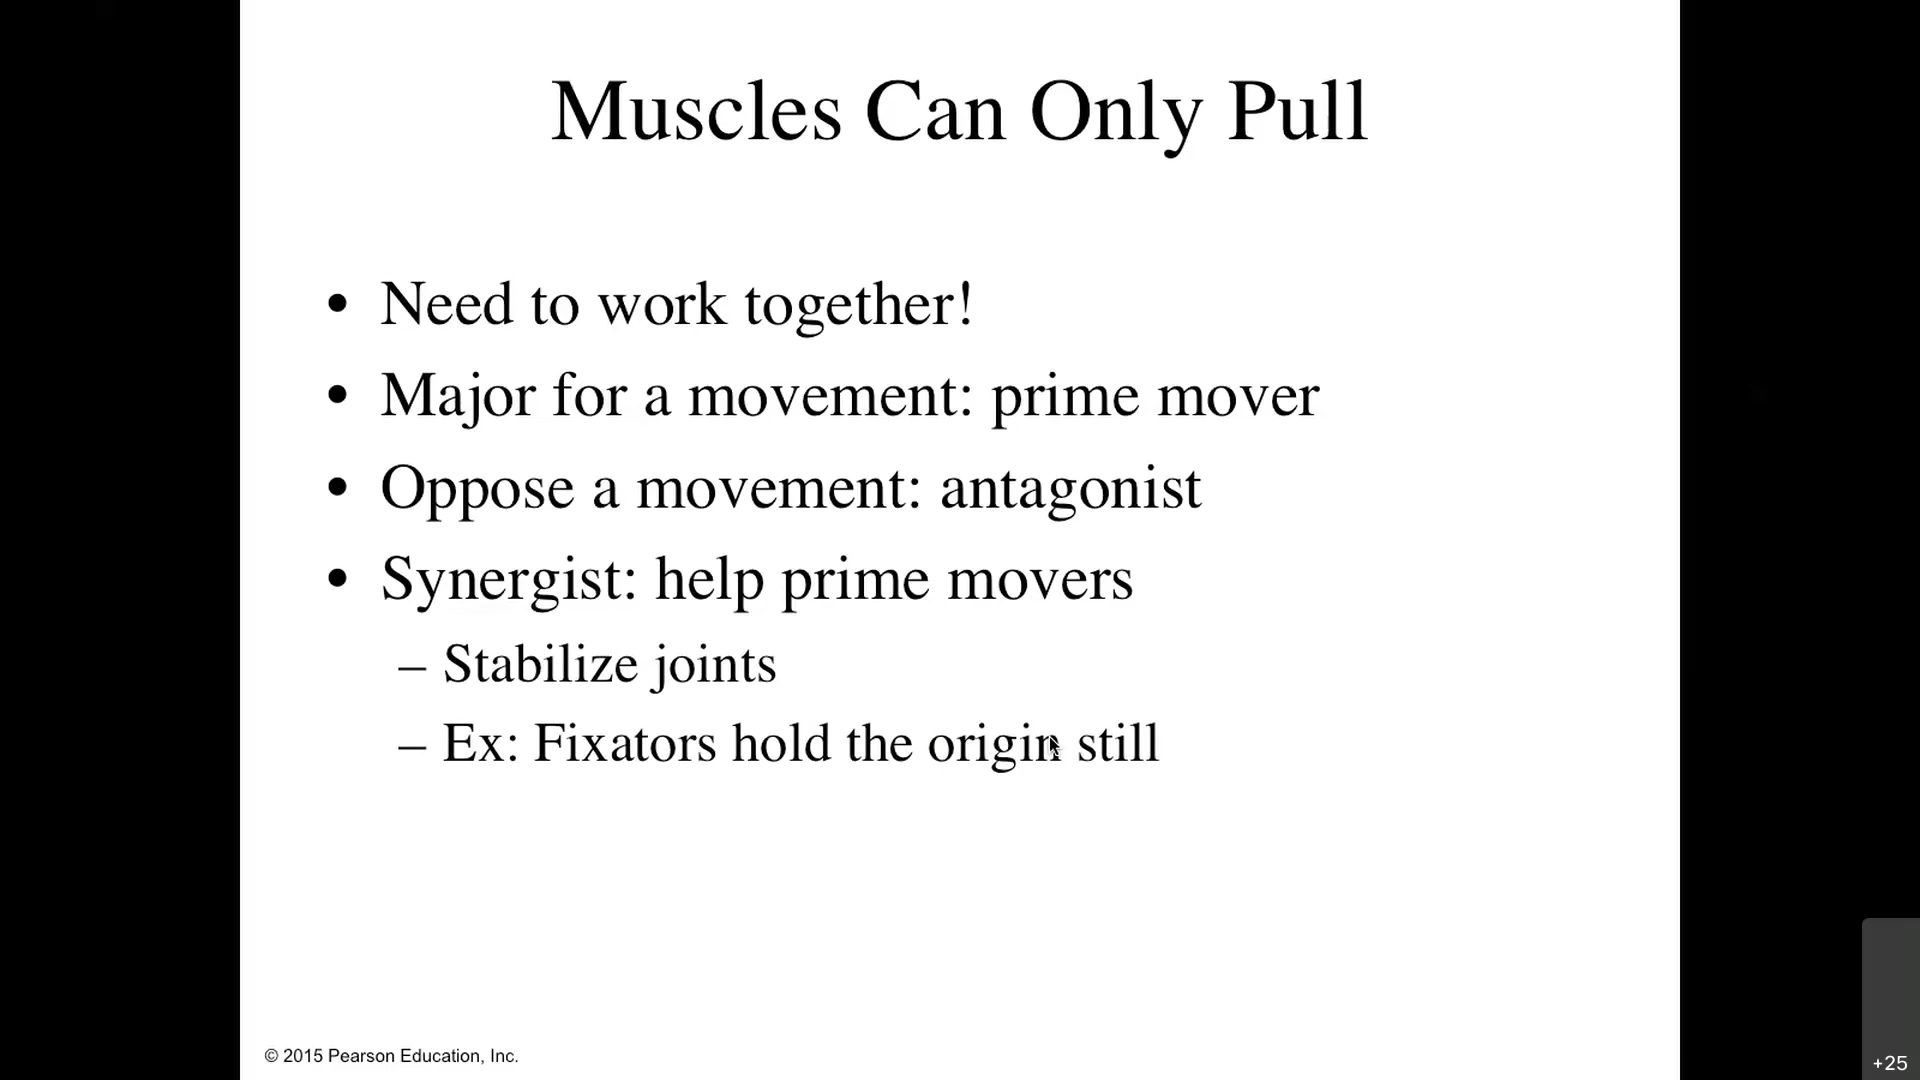 Muscles Can Only Pull
• Need to work together!
• Major for a movement: prime mover
• Oppose a movement: antagonist
• Synergist: help prime movers
– Stabilize joints
– Ex: Fixators hold the origin still
© 2015 Pearson Education, Inc.
+25